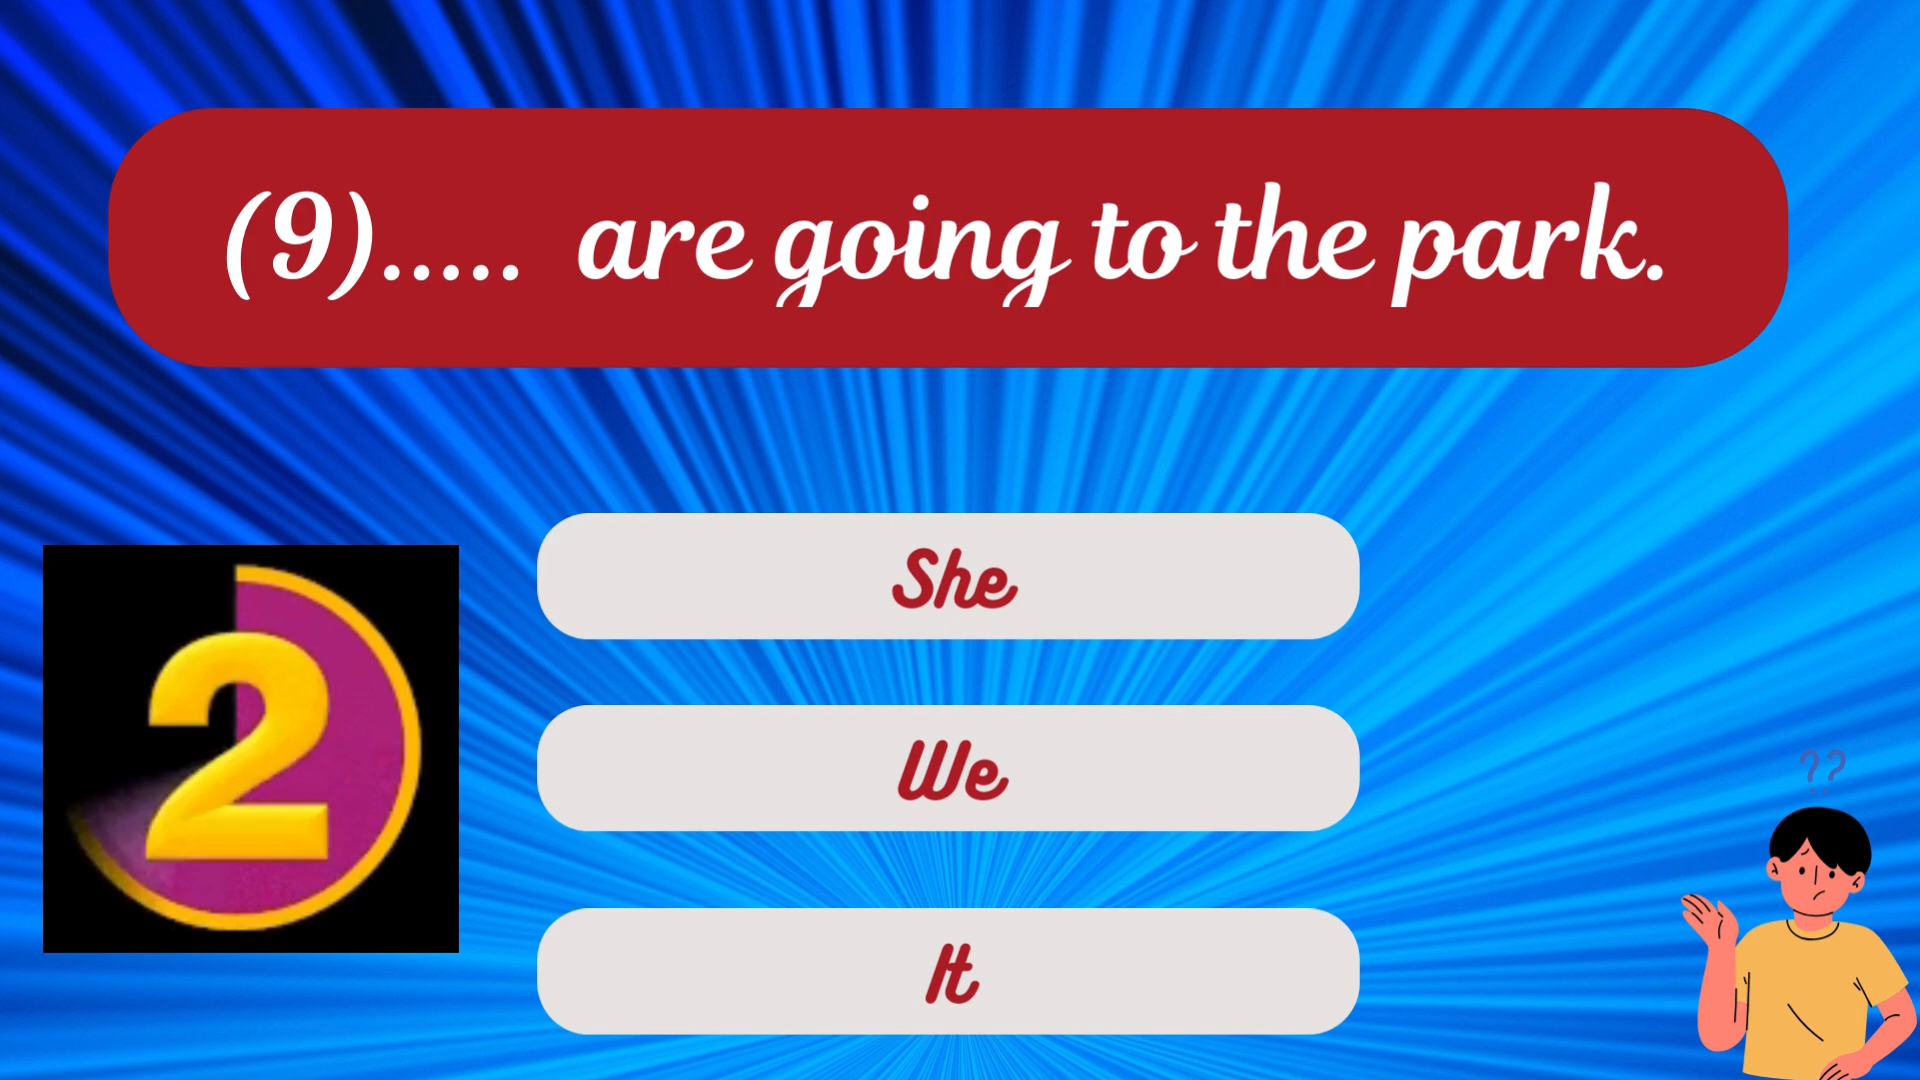 (9)..... are going to the park.
She
We
2
It
??